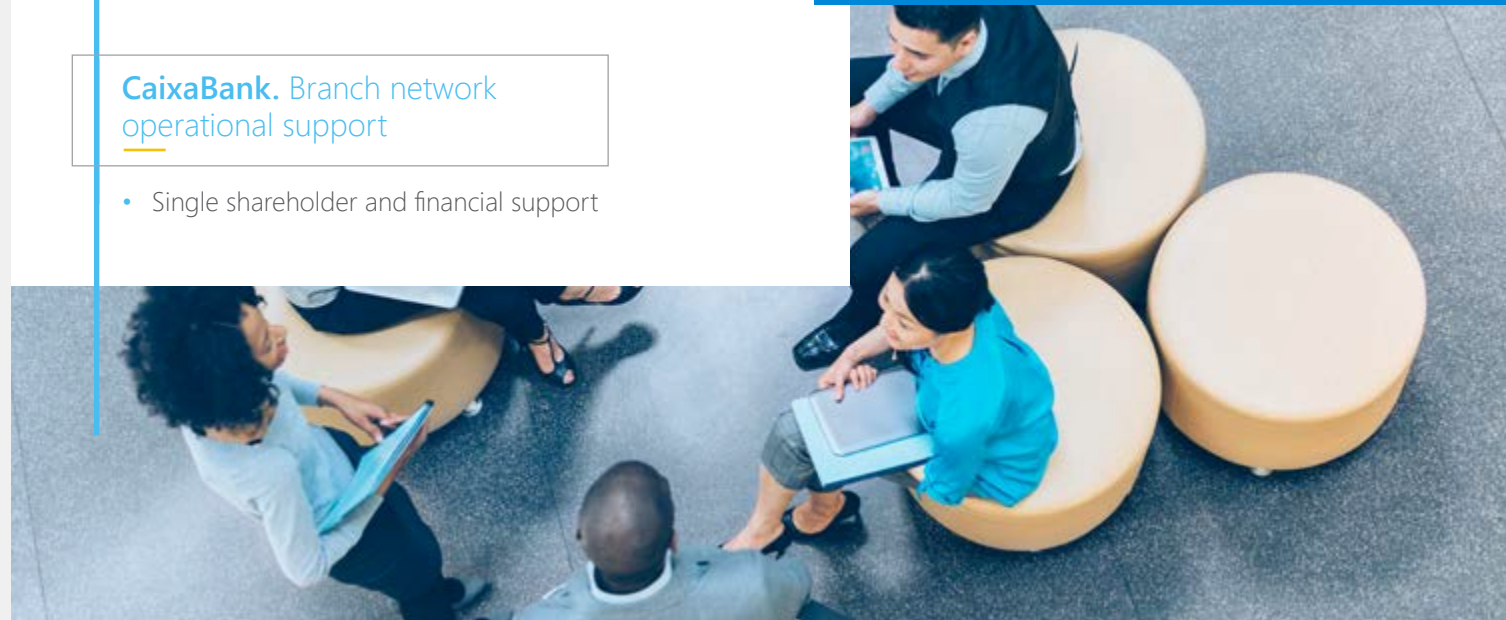 CaixaBank. Branch network
operational support
• Single shareholder and financial support